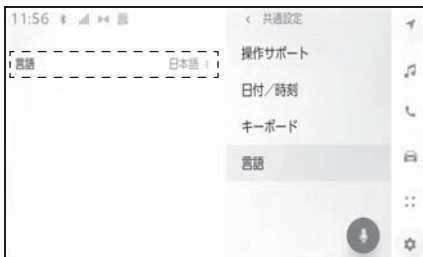 11:56
言語 日本語
共通設定
操作サポート
日付/時刻
キーボード
言語